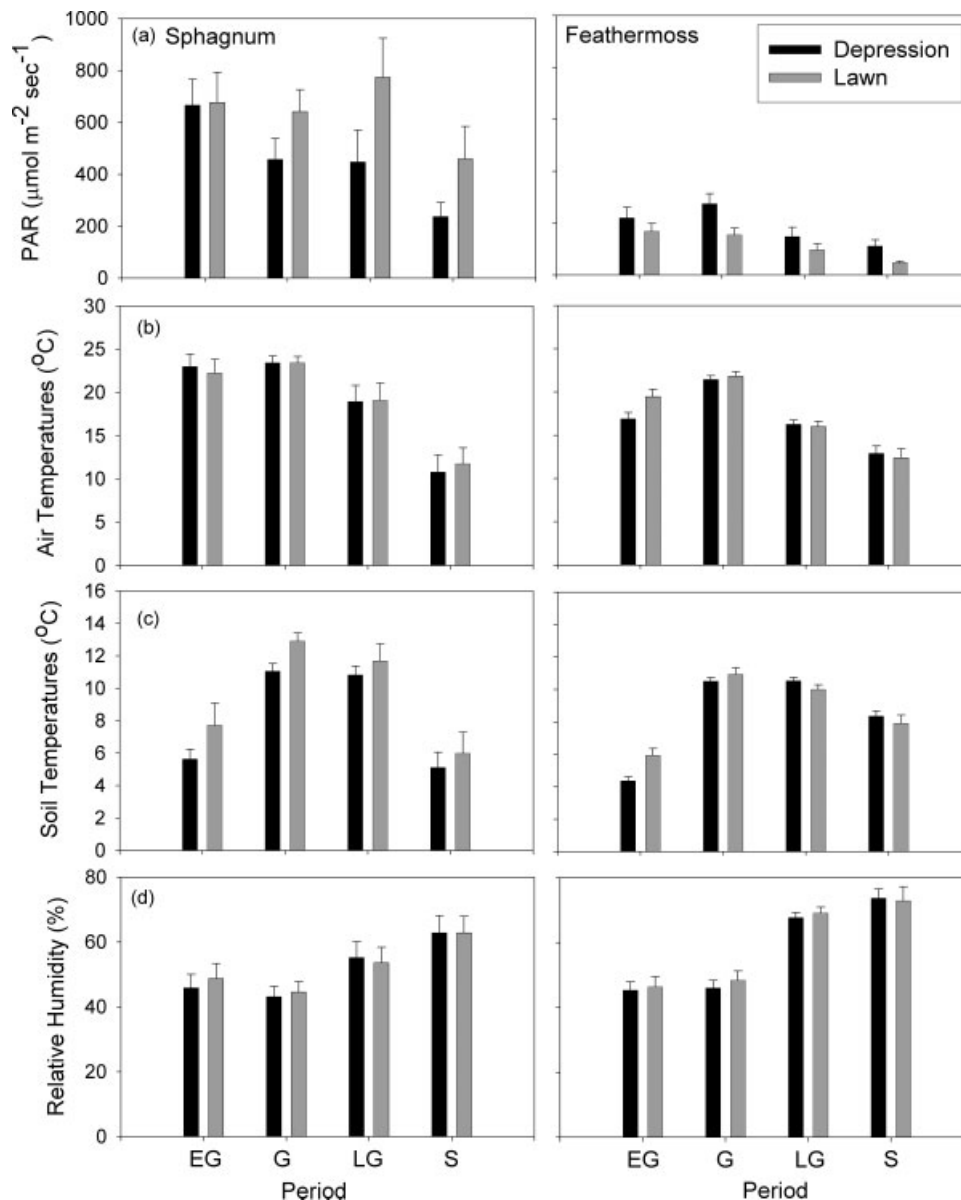 (a) Sphagnum
Feathermoss
Depression
Lawn
PAR (μmol m⁻² sec⁻¹)
1000
800
600
400
200
0
(b)
Air Temperatures (ºC)
30
25
20
15
10
5
0
(c)
Soil Temperatures (ºC)
16
14
12
10
8
6
4
2
0
(d)
Relative Humidity (%)
80
60
40
20
0
EG G LG S
Period
EG G LG S
Period